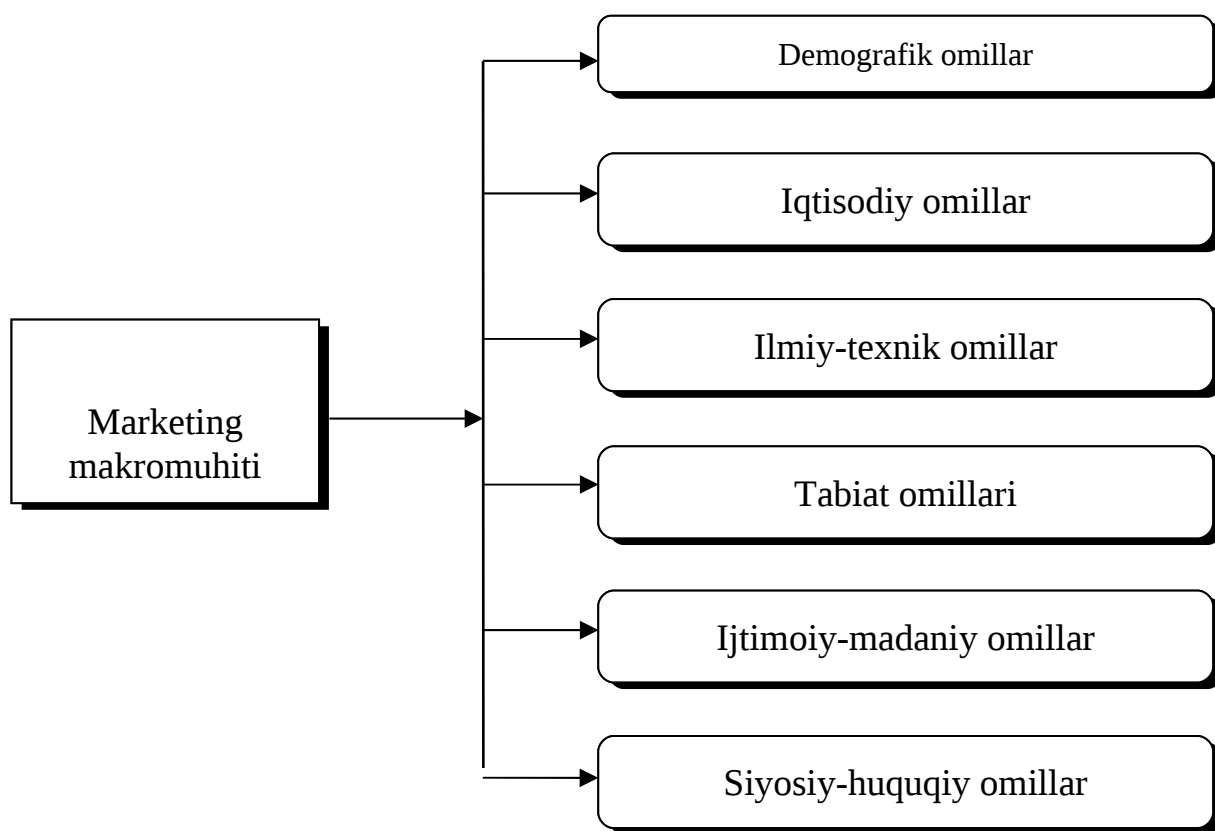 Demografik omillar
Iqtisodiy omillar
Ilmiy-texnik omillar
Marketing
makromuhiti
Tabiat omillari
Ijtimoiy-madaniy omillar
Siyosiy-huquqiy omillar